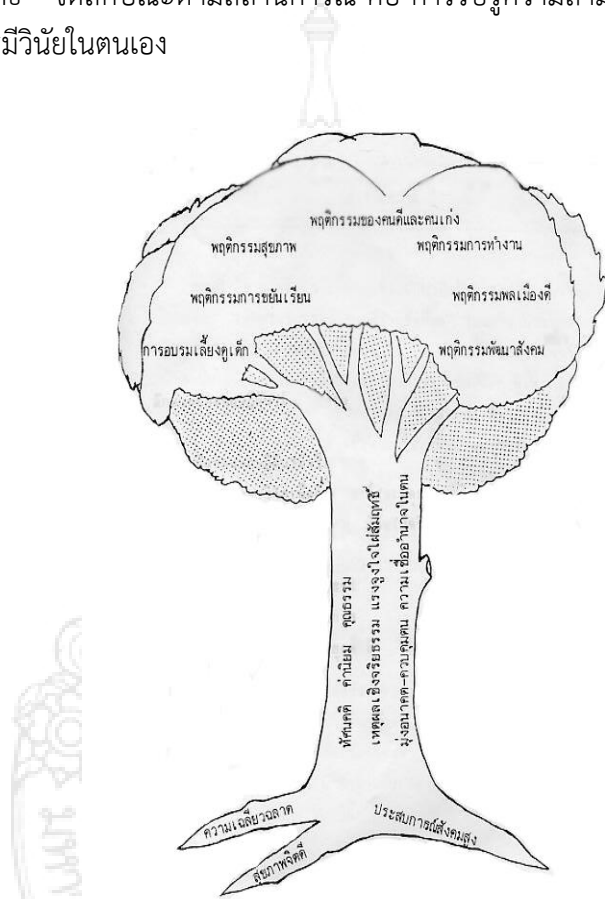 มีวินัยในตนเอง
พฤติกรรมของคนดีและคนเก่ง
พฤติกรรมสุขภาพ
พฤติกรรมการทำงาน
พฤติกรรมการขยันเรียน
พฤติกรรมพลเมืองดี
การอบรมเลี้ยงดูเด็ก
พฤติกรรมพัฒนาสังคม
ทัศนคติ ค่านิยม คุณธรรม
เหตุผลเชิงจริยธรรม แรงจูงใจใฝ่สัมฤทธิ์
มุ่งอนาคต-ควบคุมตน ความเชื่ออำนาจในตน
ความเฉลียวฉลาด
ประสบการณ์สังคมสูง
สุขภาพจิตดี